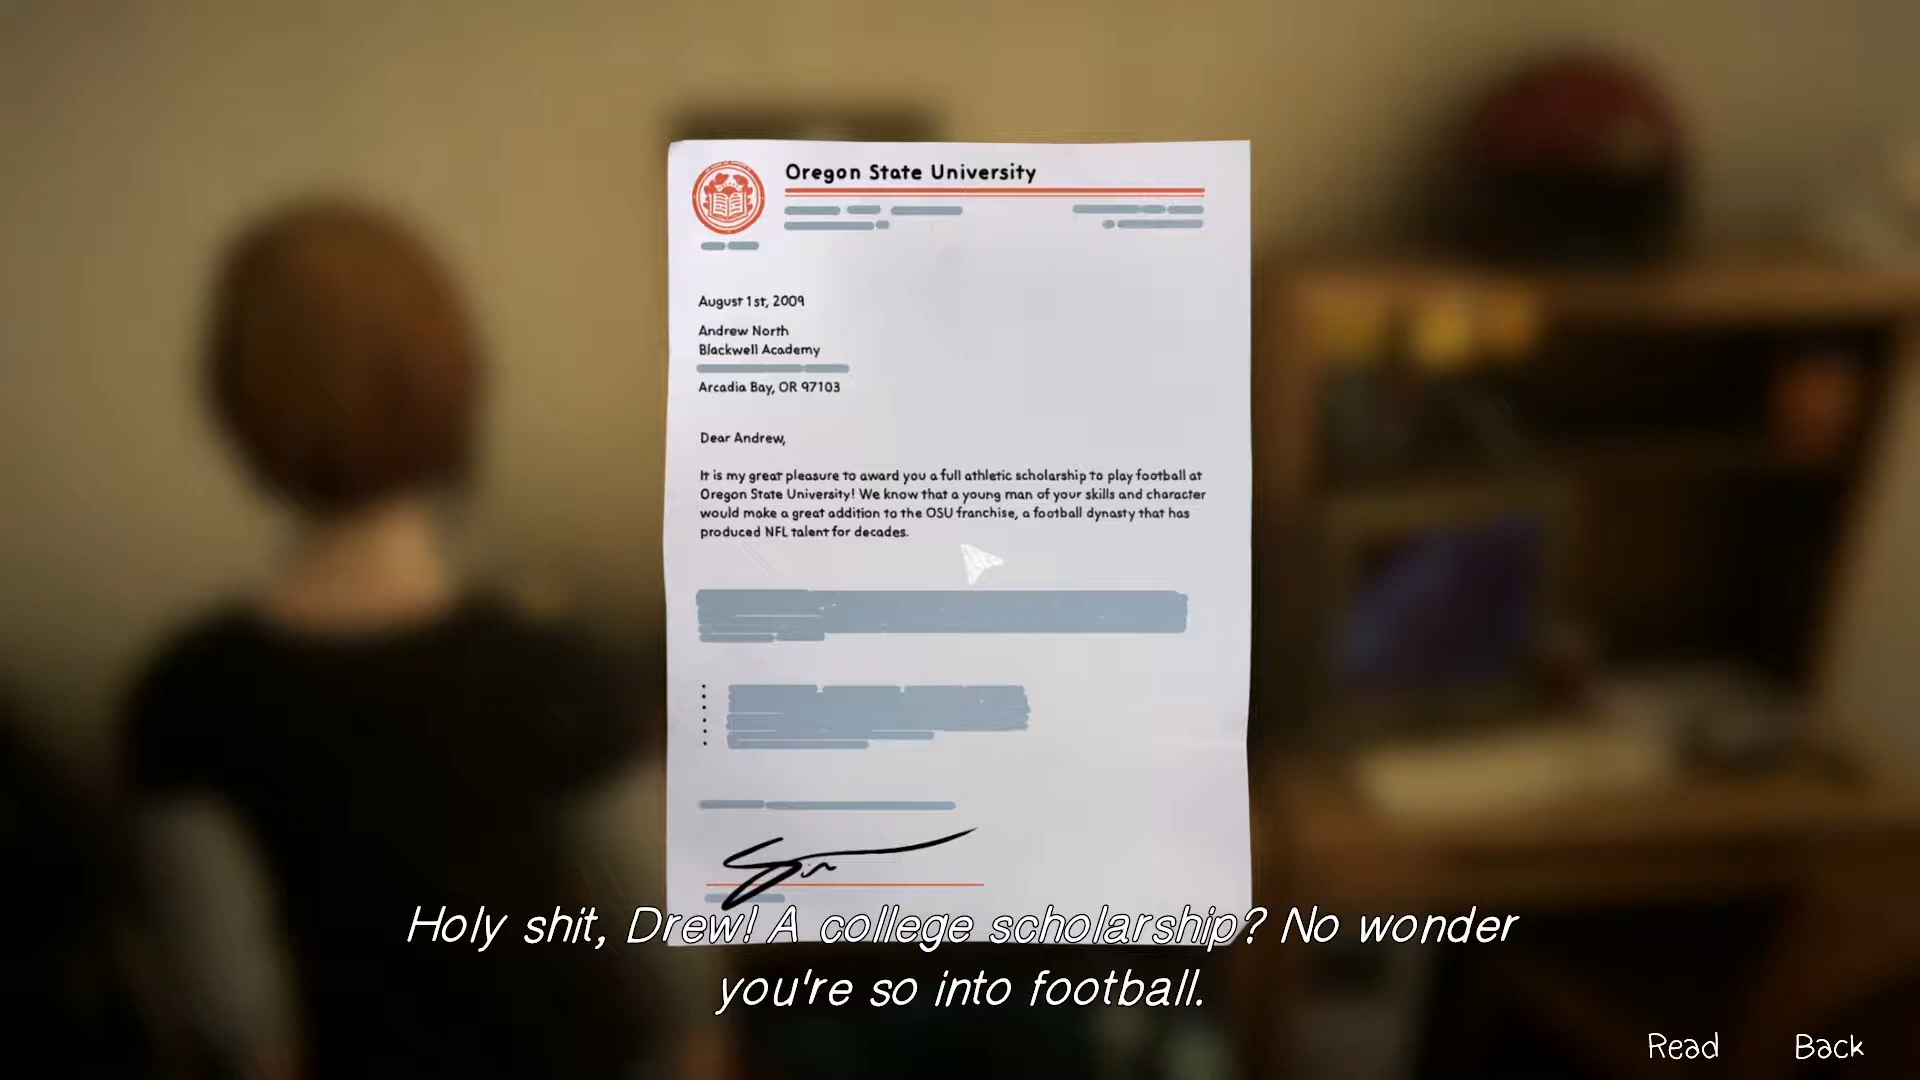 Oregon State University
August 1st, 2009
Andrew North
Blackwell Academy
Arcadia Bay, OR 97103
Dear Andrew,
It is my great pleasure to award you a full athletic scholarship to play football at
Oregon State University! We know that a young man of your skills and character
would make a great addition to the OSU franchise, a football dynasty that has
produced NFL talent for decades.
Holy shit, Drew! A college scholarship? No wonder
you're so into football.
Read
Back